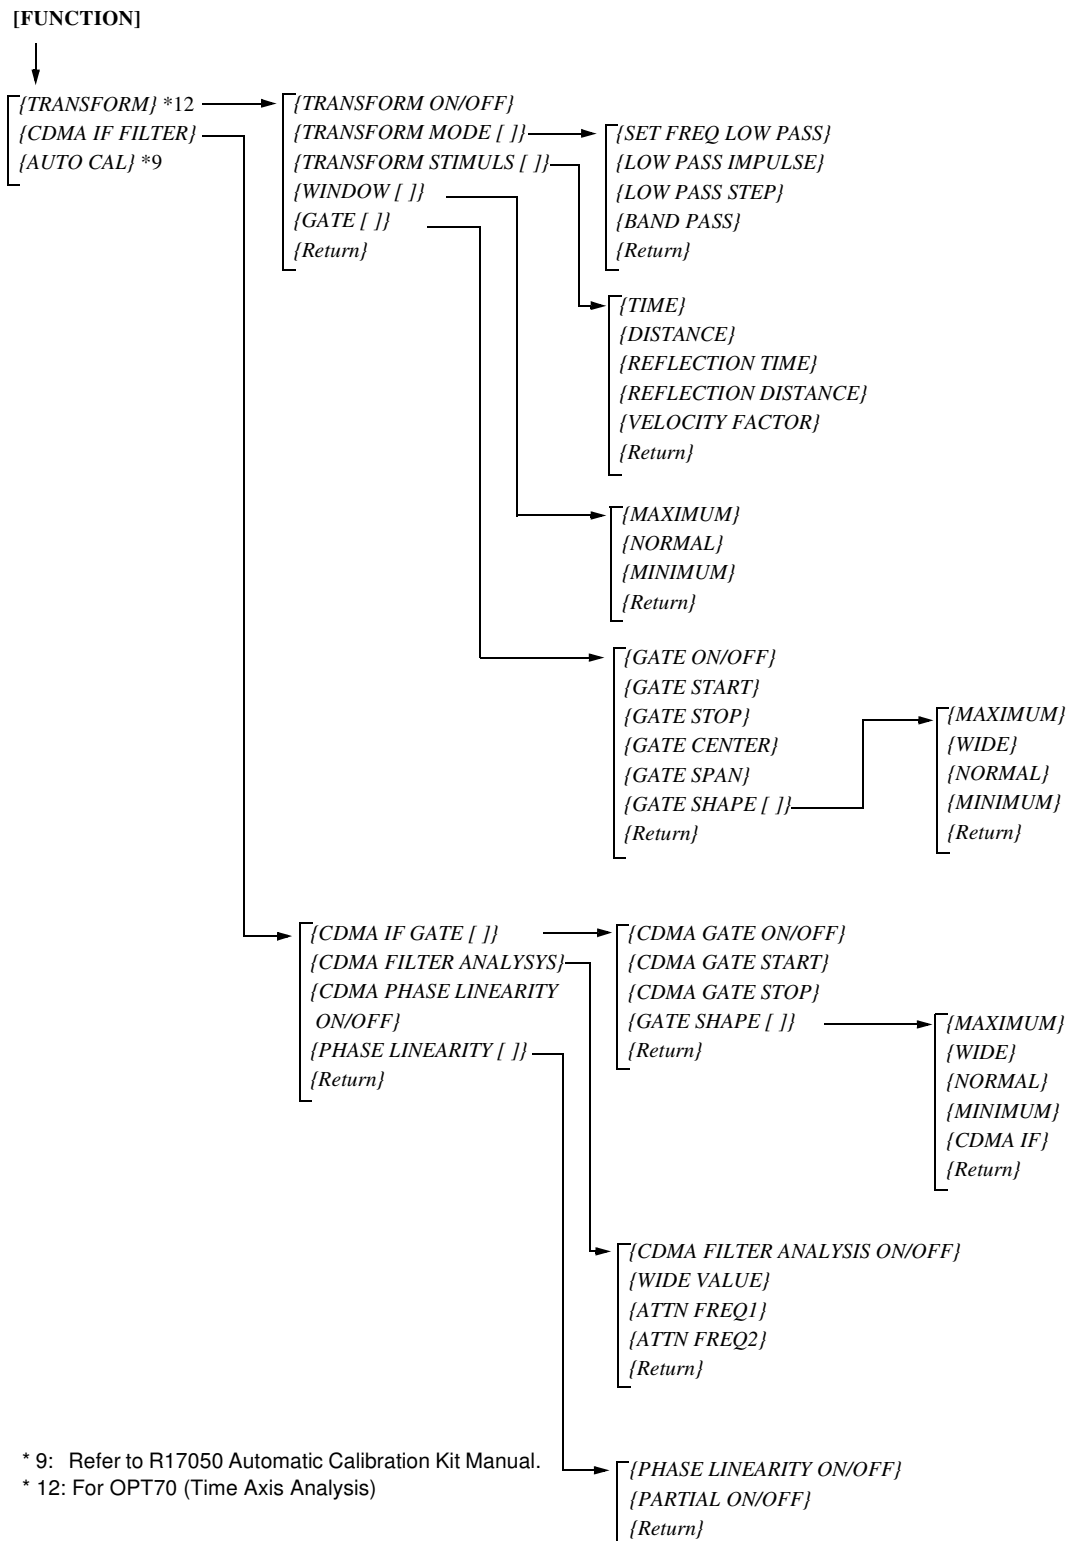 [FUNCTION]
{TRANSFORM} *12
{CDMA IF FILTER}
{AUTO CAL} *9
{TRANSFORM ON/OFF}
{TRANSFORM MODE [ ]}
{TRANSFORM STIMULS [ ]}
{WINDOW [ ]}
{GATE [ ]}
{Return}
{SET FREQ LOW PASS}
{LOW PASS IMPULSE}
{LOW PASS STEP}
{BAND PASS}
{Return}
{TIME}
{DISTANCE}
{REFLECTION TIME}
{REFLECTION DISTANCE}
{VELOCITY FACTOR}
{Return}
{MAXIMUM}
{NORMAL}
{MINIMUM}
{Return}
{GATE ON/OFF}
{GATE START}
{GATE STOP}
{GATE CENTER}
{GATE SPAN}
{GATE SHAPE [ ]}
{Return}
{MAXIMUM}
{WIDE}
{NORMAL}
{MINIMUM}
{Return}
{CDMA IF GATE [ ]}
{CDMA FILTER ANALYSYS}
{CDMA PHASE LINEARITY
ON/OFF}
{PHASE LINEARITY [ ]}
{Return}
{CDMA GATE ON/OFF}
{CDMA GATE START}
{CDMA GATE STOP}
{GATE SHAPE [ ]}
{Return}
{MAXIMUM}
{WIDE}
{NORMAL}
{MINIMUM}
{CDMA IF}
{Return}
{CDMA FILTER ANALYSIS ON/OFF}
{WIDE VALUE}
{ATTN FREQ1}
{ATTN FREQ2}
{Return}
{PHASE LINEARITY ON/OFF}
{PARTIAL ON/OFF}
{Return}
* 9: Refer to R17050 Automatic Calibration Kit Manual.
* 12: For OPT70 (Time Axis Analysis)